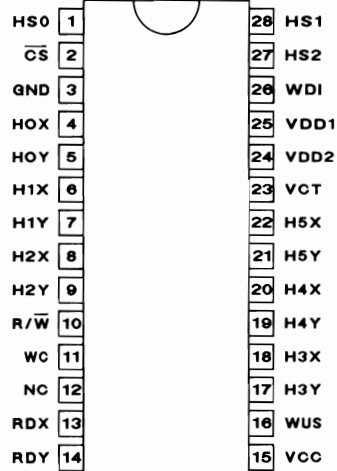 HS0 1 28 HS1
C̅S̅ 2 27 HS2
GND 3 26 WDI
H0X 4 25 VDD1
H0Y 5 24 VDD2
H1X 6 23 VCT
H1Y 7 22 H5X
H2X 8 21 H5Y
H2Y 9 20 H4X
R/W̅ 10 19 H4Y
WC 11 18 H3X
NC 12 17 H3Y
RDX 13 16 WUS
RDY 14 15 VCC